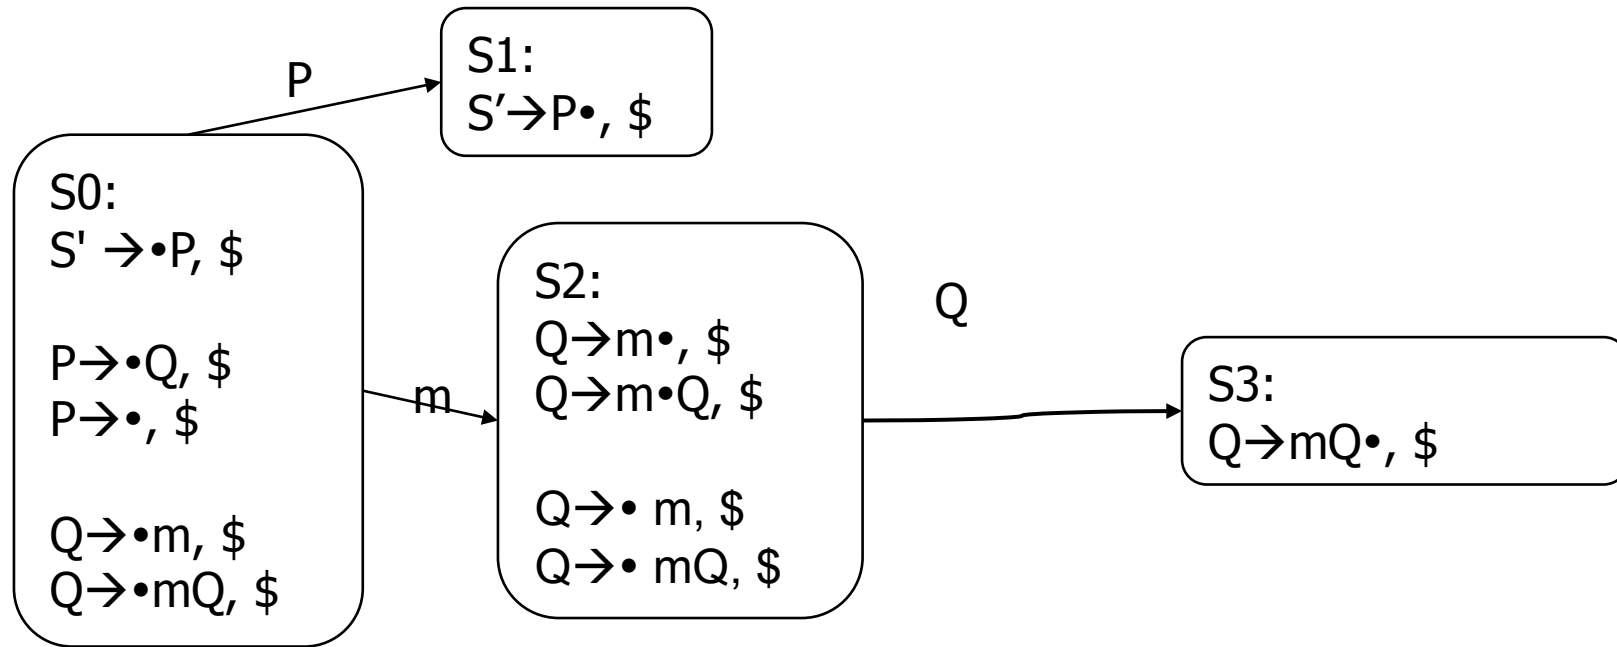 P
S1:
S′→P•, $
S0:
S' →•P, $
P→•Q, $
P→•, $
Q→•m, $
Q→•mQ, $
m
S2:
Q→m•, $
Q→m•Q, $
Q→• m, $
Q→• mQ, $
Q
S3:
Q→mQ•, $